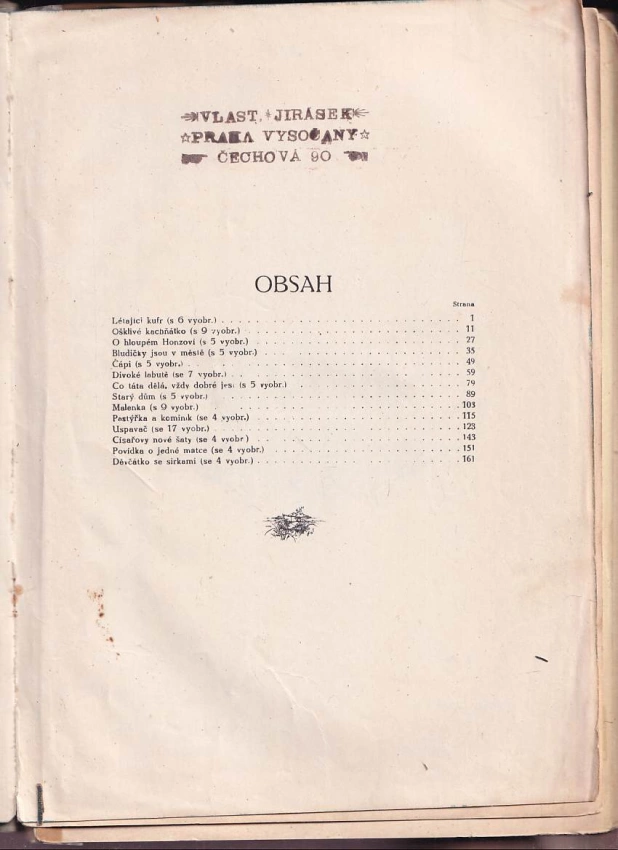 VLAST. * JIRÁSEK
☆PRAHA VYSOČANY☆
ČECHOVÁ 90
OBSAH
Strana
Létající kufr (s 6 vyobr.) 1
Ošklivé kachňátko (s 9 vyobr.) 11
O hloupém Honzovi (s 5 vyobr.) 27
Bludičky jsou v městě (s 5 vyobr.) 35
Čápi (s 5 vyobr.) 49
Divoké labutě (se 7 vyobr.) 59
Co táta dělá, vždy dobré jest (s 5 vyobr.) 79
Starý dům (s 5 vyobr.) 89
Malenka (s 9 vyobr.) 103
Pastýřka a kominík (se 4 vyobr.) 115
Uspavač (se 17 vyobr.) 123
Císařovy nové šaty (se 4 vyobr.) 143
Povídka o jedné matce (se 4 vyobr.) 151
Děvčátko se sirkami (se 4 vyobr.) 161